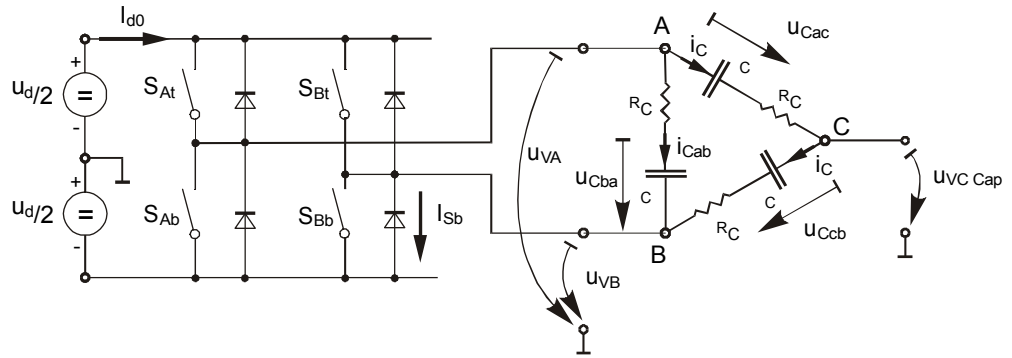 I_d0
+
u_d/2
=
-
+
u_d/2
=
-
S_At
S_Bt
S_Ab
S_Bb
I_Sb
u_VA
u_VB
A
i_C
C
u_Cac
R_C
R_C
i_Cab
u_Cba
C
C
i_C
C
R_C
u_Ccb
B
u_VC Cap